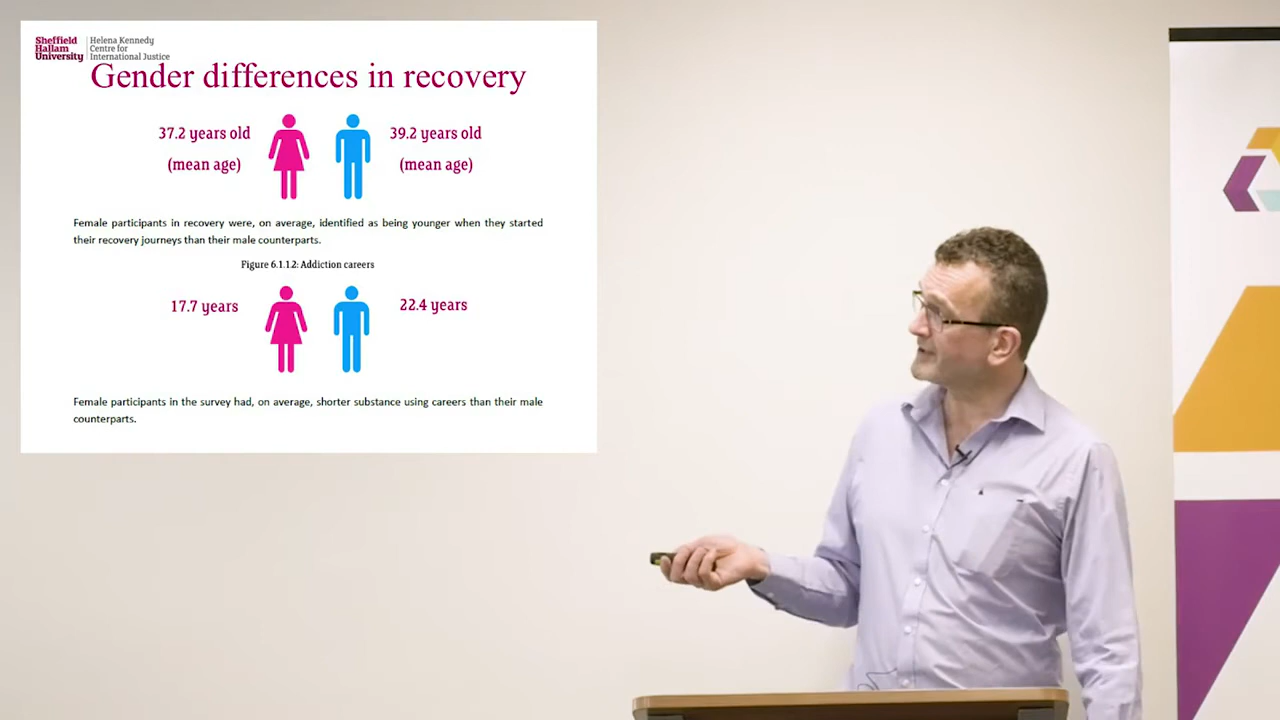 Sheffield
Hallam
University
Helena Kennedy
Centre for
International Justice
Gender differences in recovery
37.2 years old
(mean age)
39.2 years old
(mean age)
Female participants in recovery were, on average, identified as being younger when they started
their recovery journeys than their male counterparts.
Figure 6.1.1.2: Addiction careers
17.7 years
22.4 years
Female participants in the survey had, on average, shorter substance using careers than their male
counterparts.